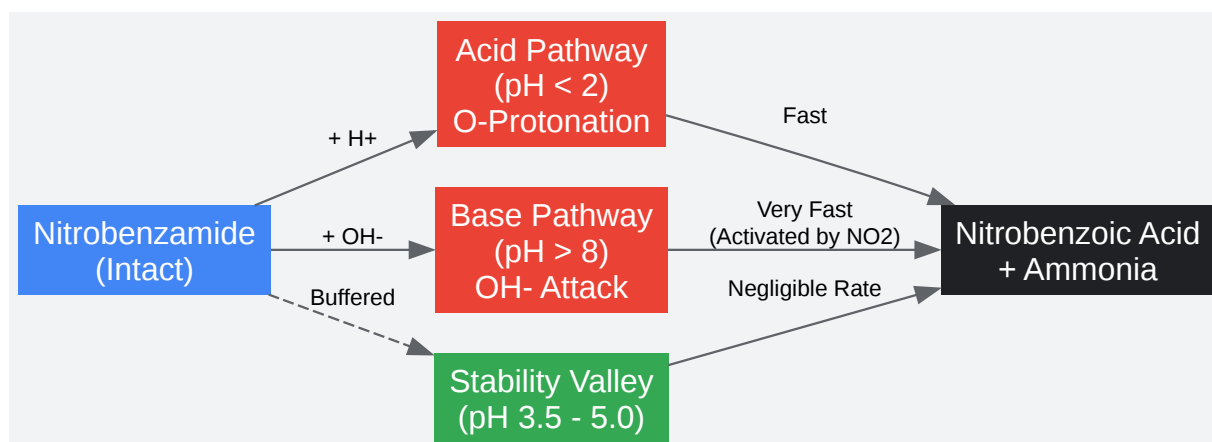 Acid Pathway
(pH < 2)
O-Protonation
Fast
+ H+
Nitrobenzamide
(Intact)
+ OH-
Base Pathway
(pH > 8)
OH- Attack
Very Fast
(Activated by NO2)
Nitrobenzoic Acid
+ Ammonia
Buffered
Negligible Rate
Stability Valley
(pH 3.5 - 5.0)